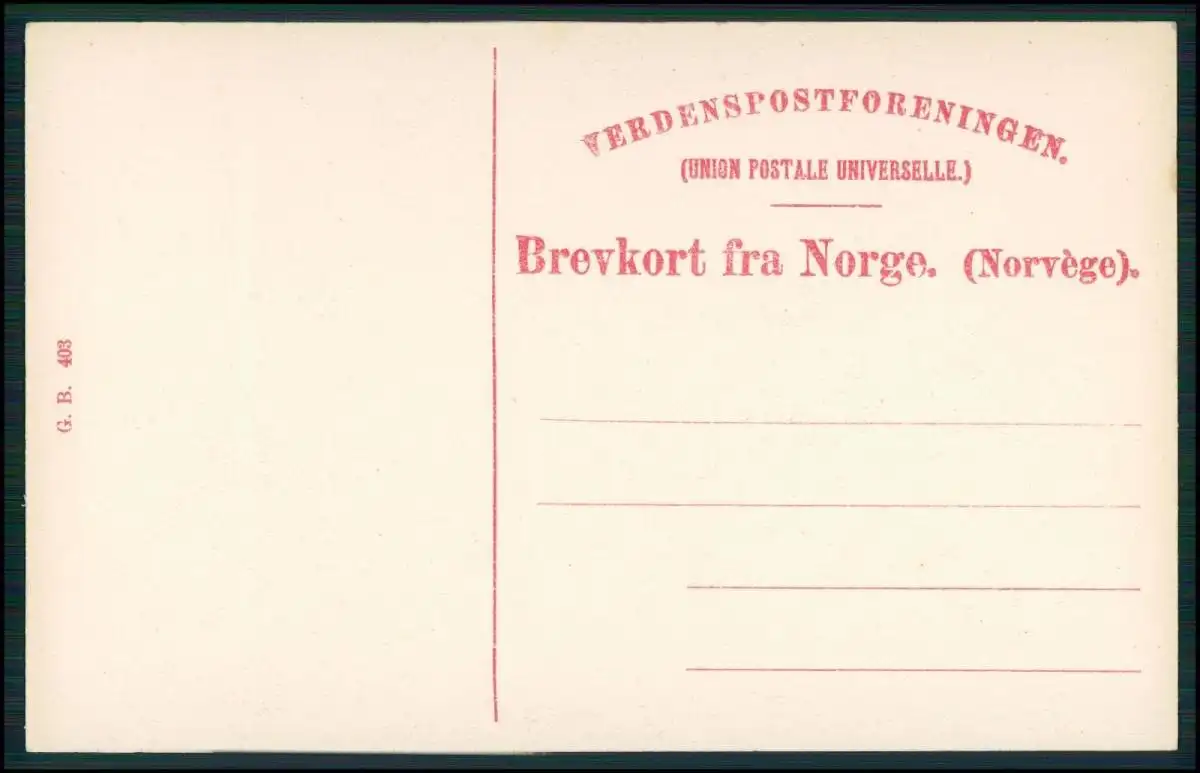 VERDENSPOSTFORENINGEN.
(UNION POSTALE UNIVERSELLE.)
Brevkort fra Norge. (Norvège).
G. B. 403